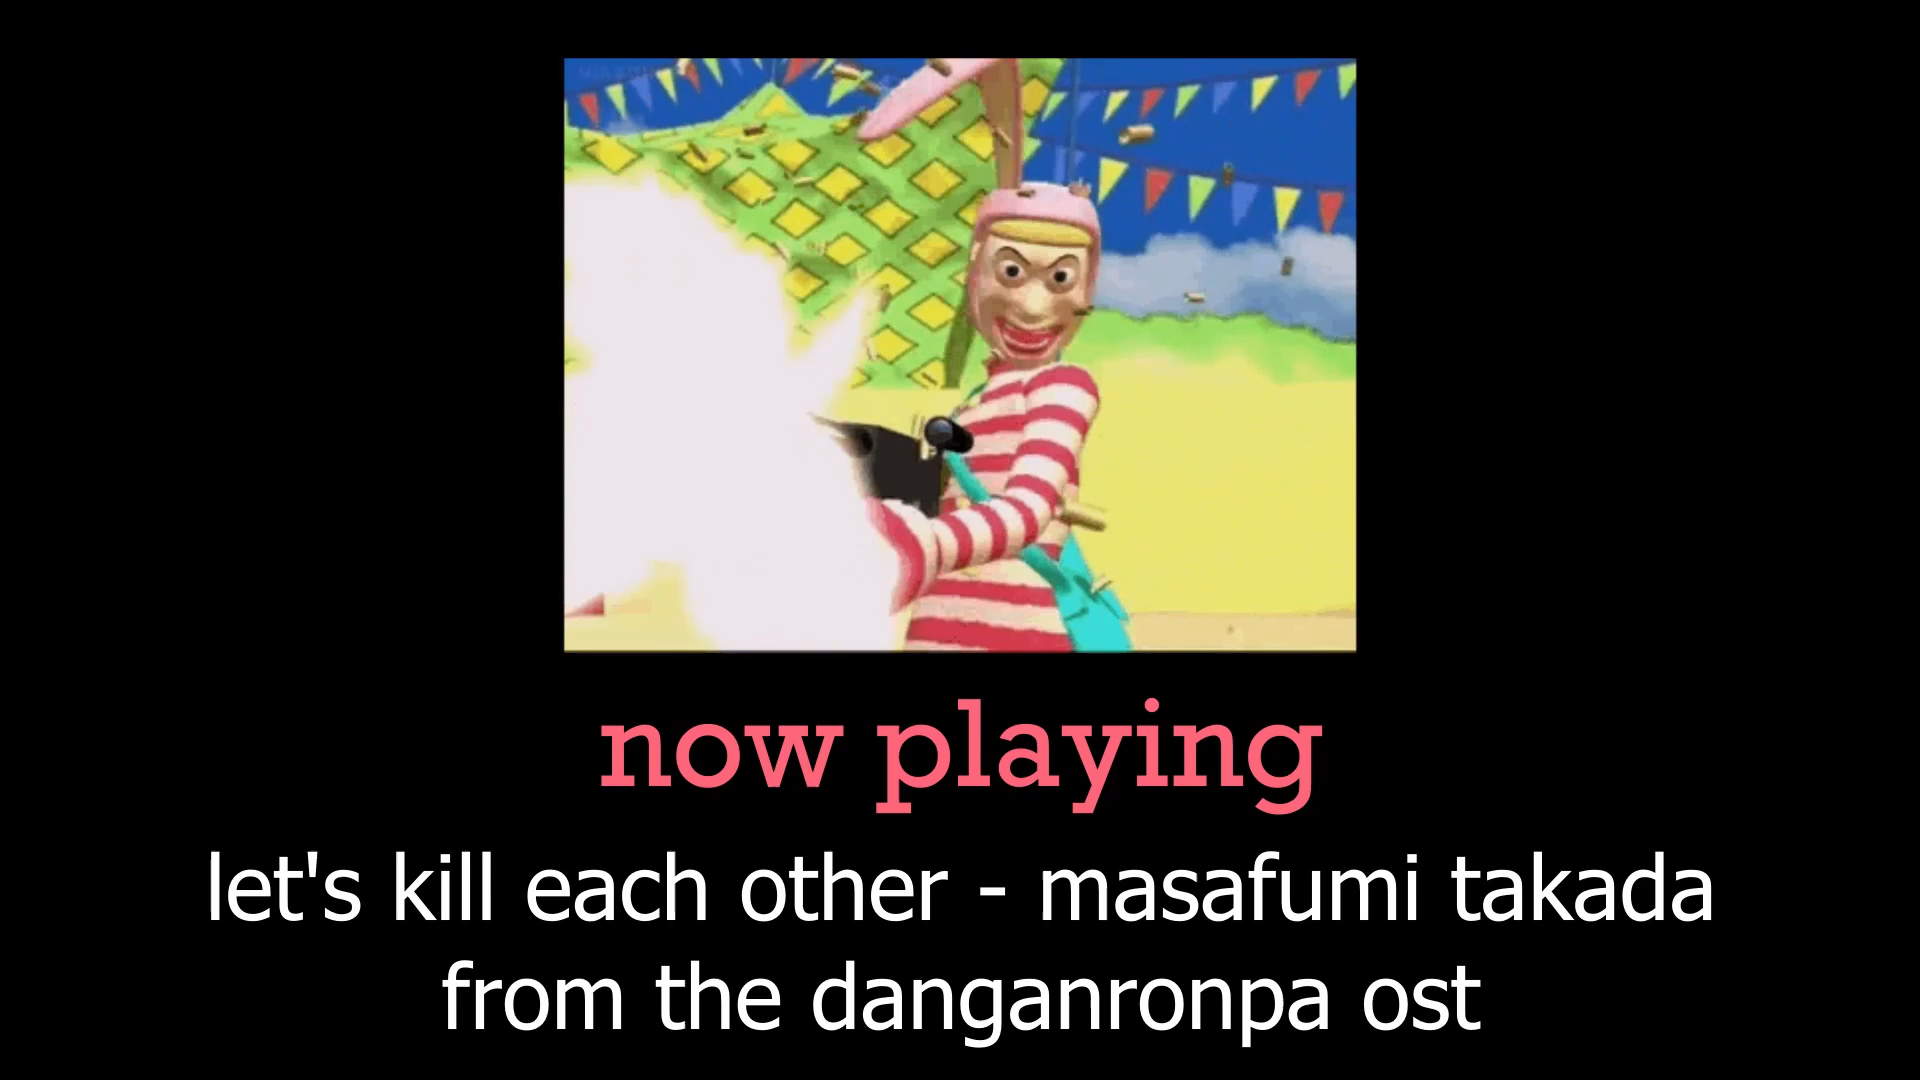 now playing
let's kill each other - masafumi takada
from the danganronpa ost